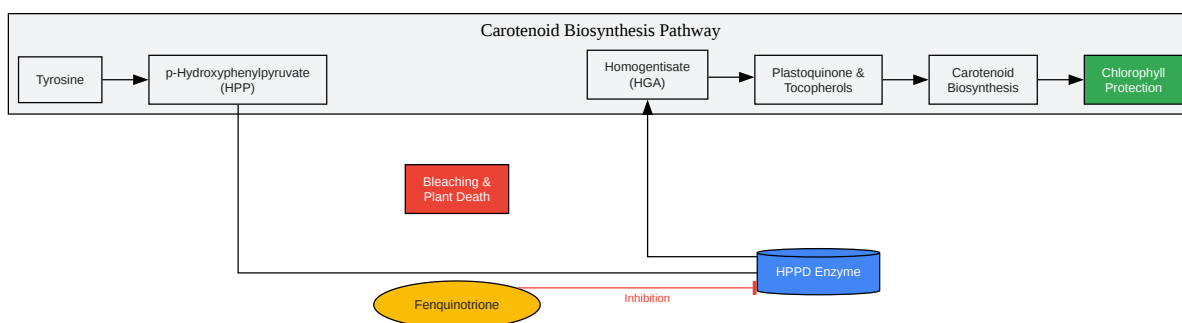 Carotenoid Biosynthesis Pathway
Tyrosine
p-Hydroxyphenylpyruvate
(HPP)
Homogentisate
(HGA)
Plastoquinone &
Tocopherols
Carotenoid
Biosynthesis
Chlorophyll
Protection
Bleaching &
Plant Death
HPPD Enzyme
Fenquinotrione
Inhibition